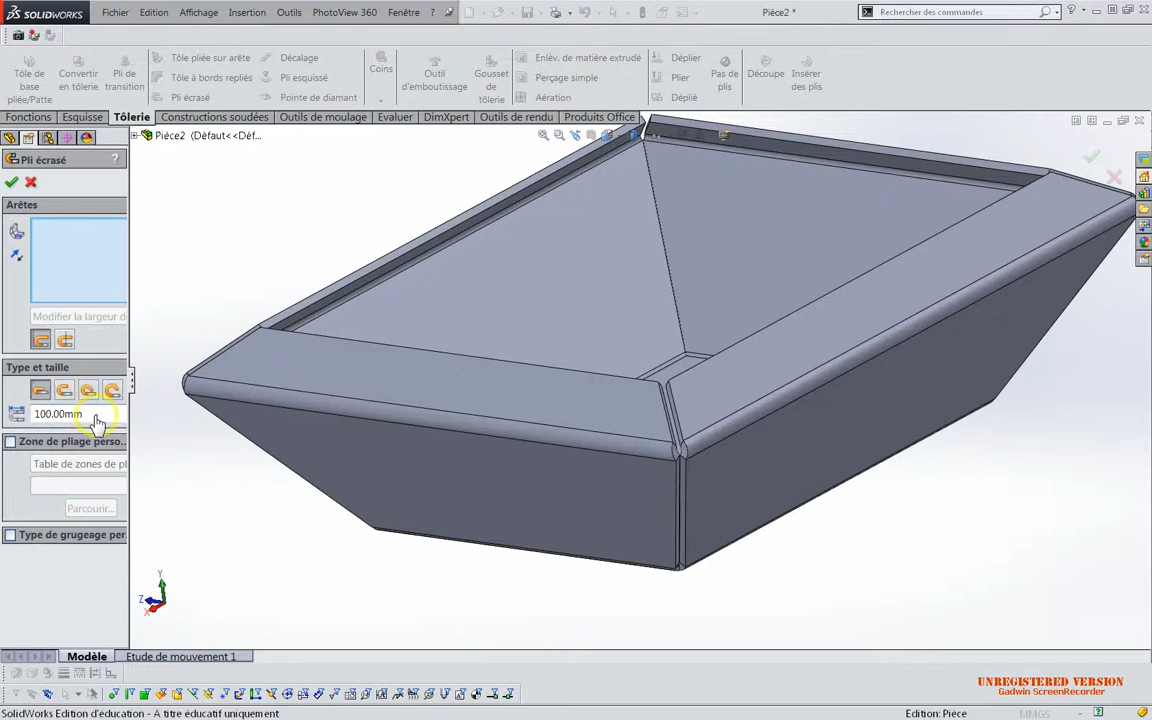 SOLIDWORKS Fichier Edition Affichage Insertion Outils PhotoView 360 Fenêtre ? Pièce2 * Rechercher des commandes ?
Tôle de base pliée/Patte
Convertir en tôlerie
Pli de transition
Tôle pliée sur arête
Tôle à bords repliés
Pli écrasé
Décalage
Pli esquissé
Pointe de diamant
Coins
Outil d'emboutissage
Gousset de tôlerie
Enlèv. de matière extrudé
Perçage simple
Aération
Déplier
Plier
Déplié
Pas de plis
Découpe
Insérer des plis
Fonctions Esquisse Tôlerie Constructions soudées Outils de moulage Evaluer DimXpert Outils de rendu Produits Office
Pièce2 (Défaut<<Déf...
Pli écrasé ?
Arêtes
Modifier la largeur d
Type et taille
100.00mm
Zone de pliage perso...
Table de zones de pl
Parcourir...
Type de grugeage per.
Y
Z
X
Modèle Etude de mouvement 1
UNREGISTERED VERSION
Gadwin ScreenRecorder
SolidWorks Edition d'éducation - A titre éducatif uniquement Edition: Pièce MMGS